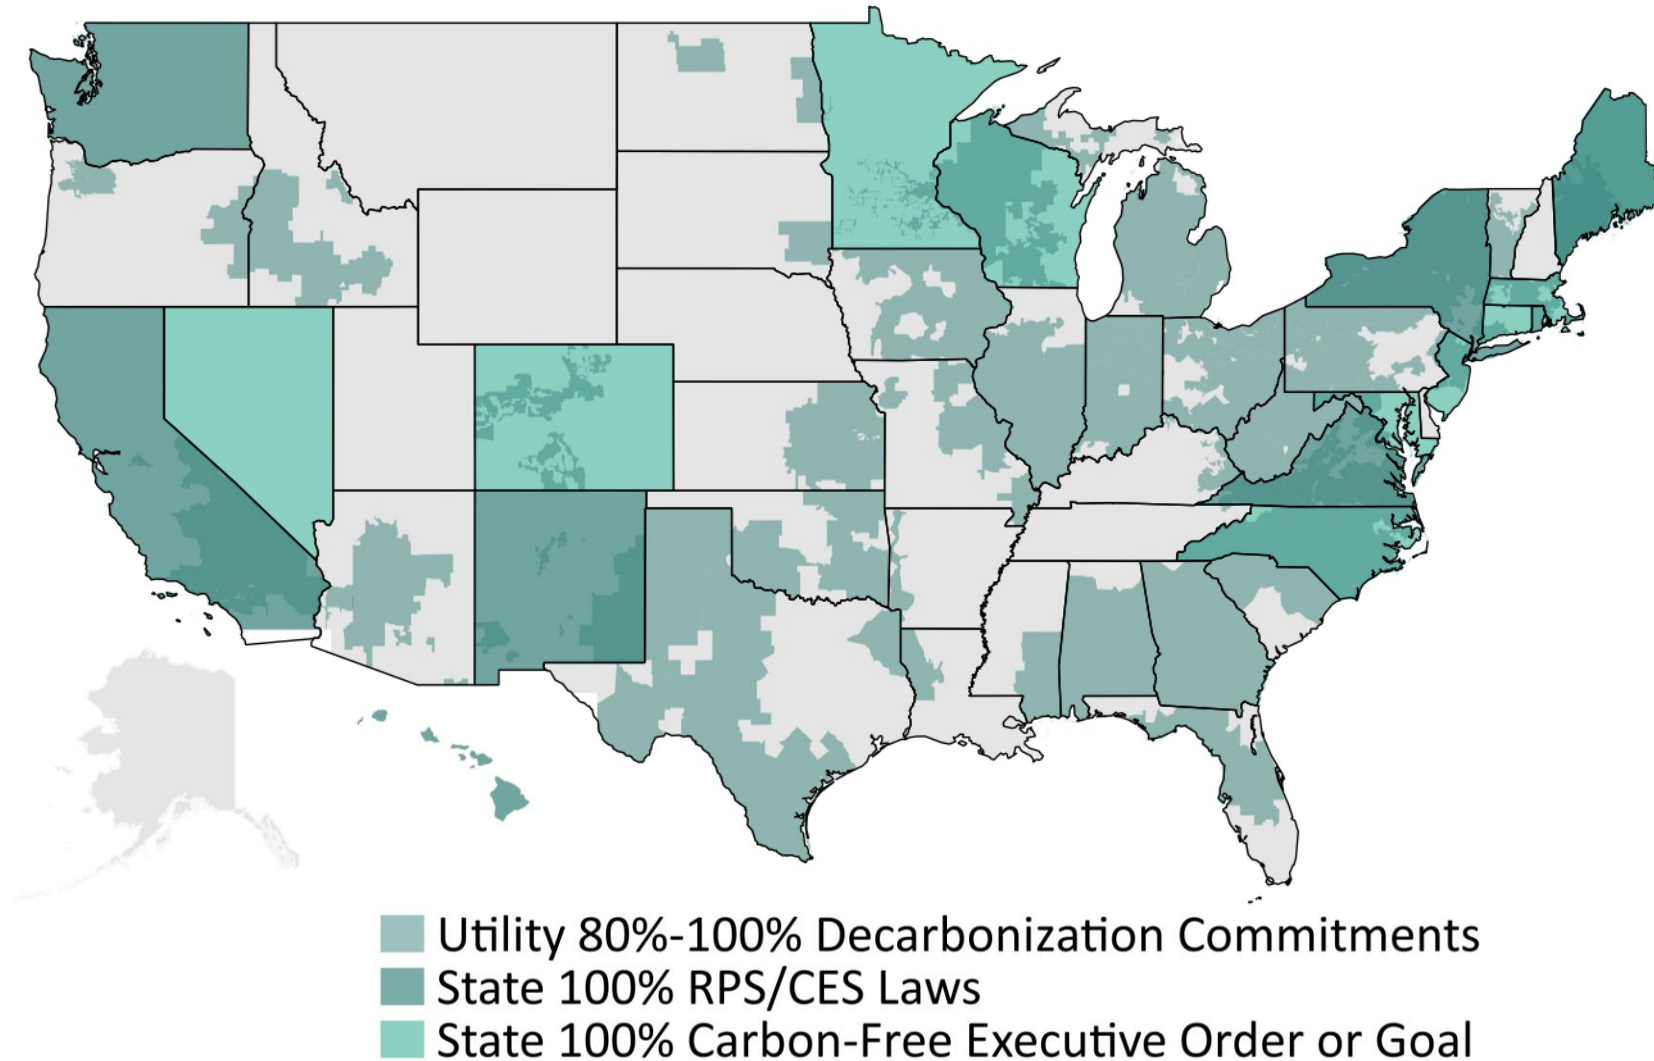 Utility 80%-100% Decarbonization Commitments
State 100% RPS/CES Laws
State 100% Carbon-Free Executive Order or Goal